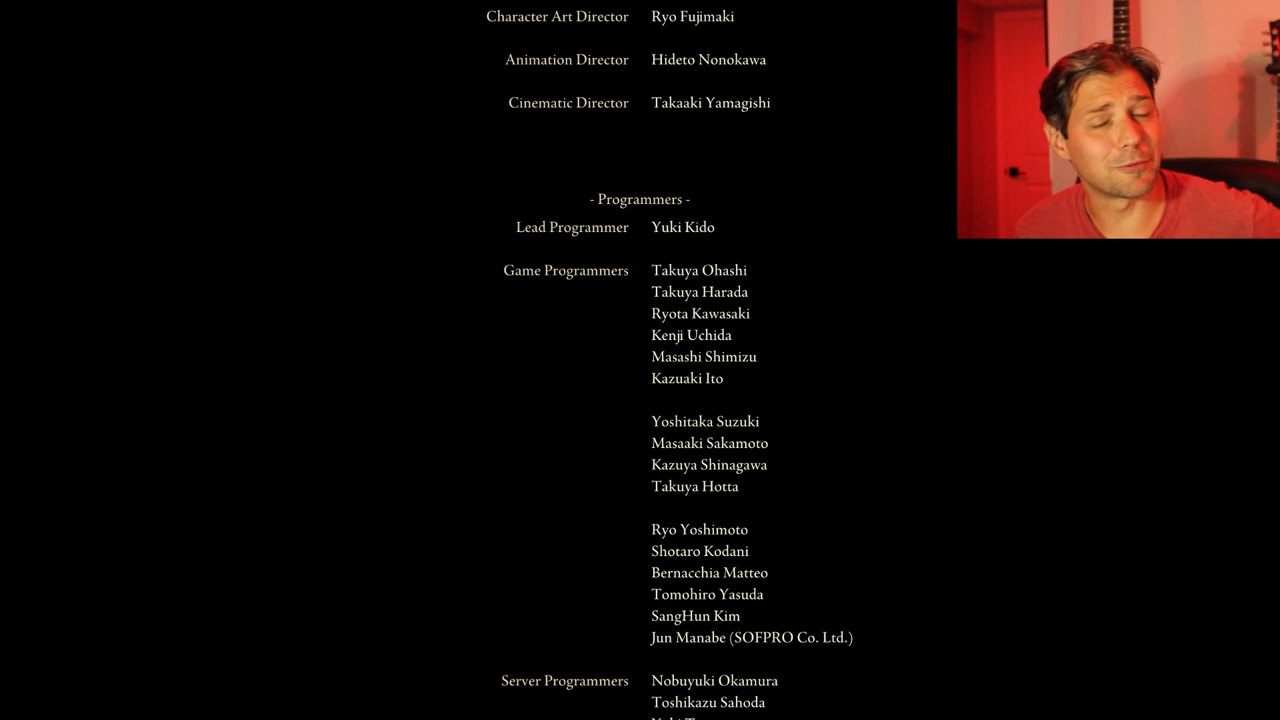 Character Art Director Ryo Fujimaki
Animation Director Hideto Nonokawa
Cinematic Director Takaaki Yamagishi
- Programmers -
Lead Programmer Yuki Kido
Game Programmers Takuya Ohashi
Takuya Harada
Ryota Kawasaki
Kenji Uchida
Masashi Shimizu
Kazuaki Ito
Yoshitaka Suzuki
Masaaki Sakamoto
Kazuya Shinagawa
Takuya Hotta
Ryo Yoshimoto
Shotaro Kodani
Bernacchia Matteo
Tomohiro Yasuda
SangHun Kim
Jun Manabe (SOFPRO Co. Ltd.)
Server Programmers Nobuyuki Okamura
Toshikazu Sahoda